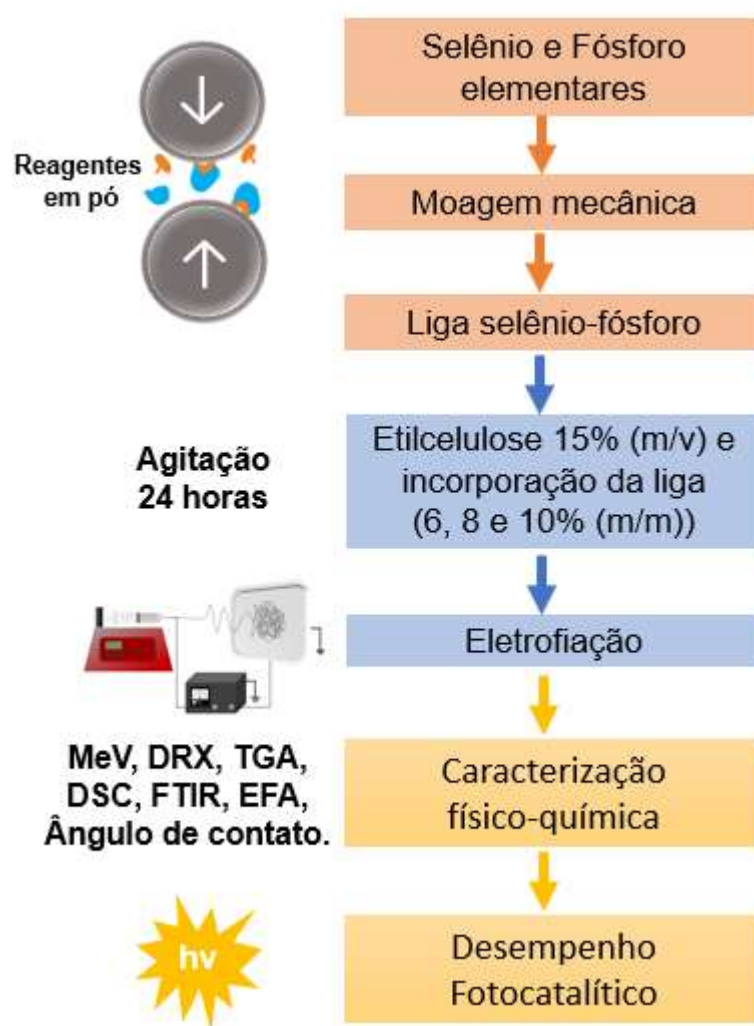 Selênio e Fósforo
elementares
Reagentes
em pó
Moagem mecânica
Liga selênio-fósforo
Agitação
24 horas
Etilcelulose 15% (m/v) e
incorporação da liga
(6, 8 e 10% (m/m))
Eletrofiação
MeV, DRX, TGA,
DSC, FTIR, EFA,
Ângulo de contato.
Caracterização
físico-química
hv
Desempenho
Fotocatalítico